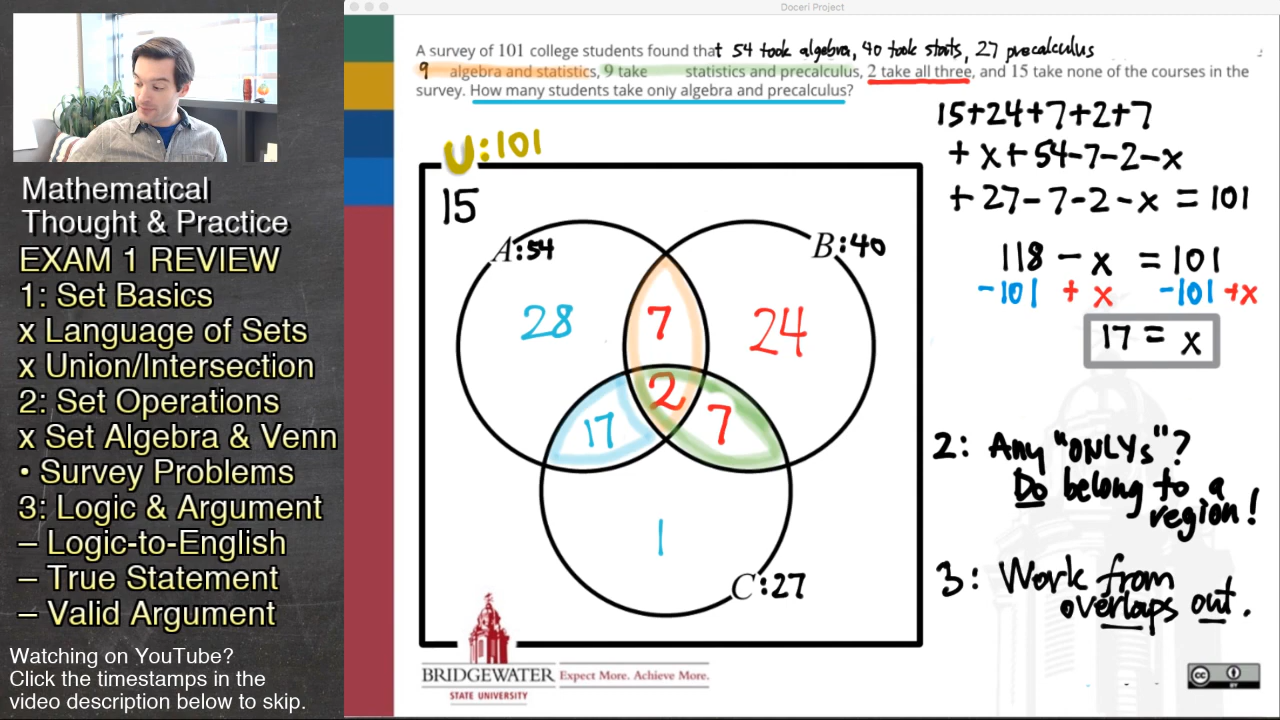 Doceri Project
A survey of 101 college students found that 54 took algebra, 40 took stats, 27 precalculus
9 algebra and statistics, 9 take statistics and precalculus, 2 take all three, and 15 take none of the courses in the
survey. How many students take only algebra and precalculus?
Mathematical
Thought & Practice
EXAM 1 REVIEW
1: Set Basics
x Language of Sets
x Union/Intersection
2: Set Operations
x Set Algebra & Venn
• Survey Problems
3: Logic & Argument
– Logic-to-English
– True Statement
– Valid Argument
Watching on YouTube?
Click the timestamps in the
video description below to skip.
U:101
15
A:54
B:40
28
7
24
2
17
7
1
C:27
15+24+7+2+7
+ x+54-7-2-x
+ 27-7-2-x = 101
118 - x = 101
-101 + x -101 +x
17 = x
2: Any "ONLYs"?
Do belong to a
region!
3: Work from
overlaps out.
BRIDGEWATER
STATE UNIVERSITY
Expect More. Achieve More.
cc
BY